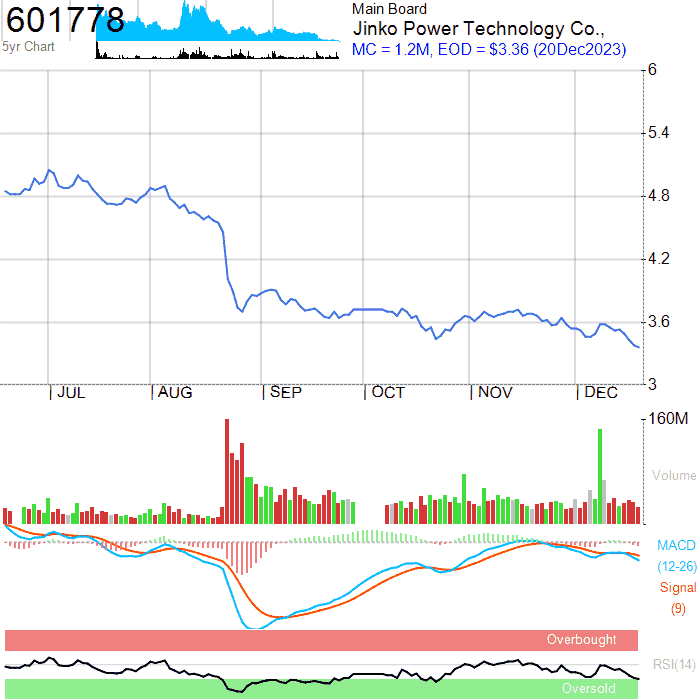 601778
5yr Chart
Main Board
Jinko Power Technology Co.,
MC = 1.2M, EOD = $3.36 (20Dec2023)
6
5.4
4.8
4.2
3.6
3
JUL AUG SEP OCT NOV DEC
160M
Volume
MACD
(12-26)
Signal
(9)
Overbought
RSI(14)
Oversold